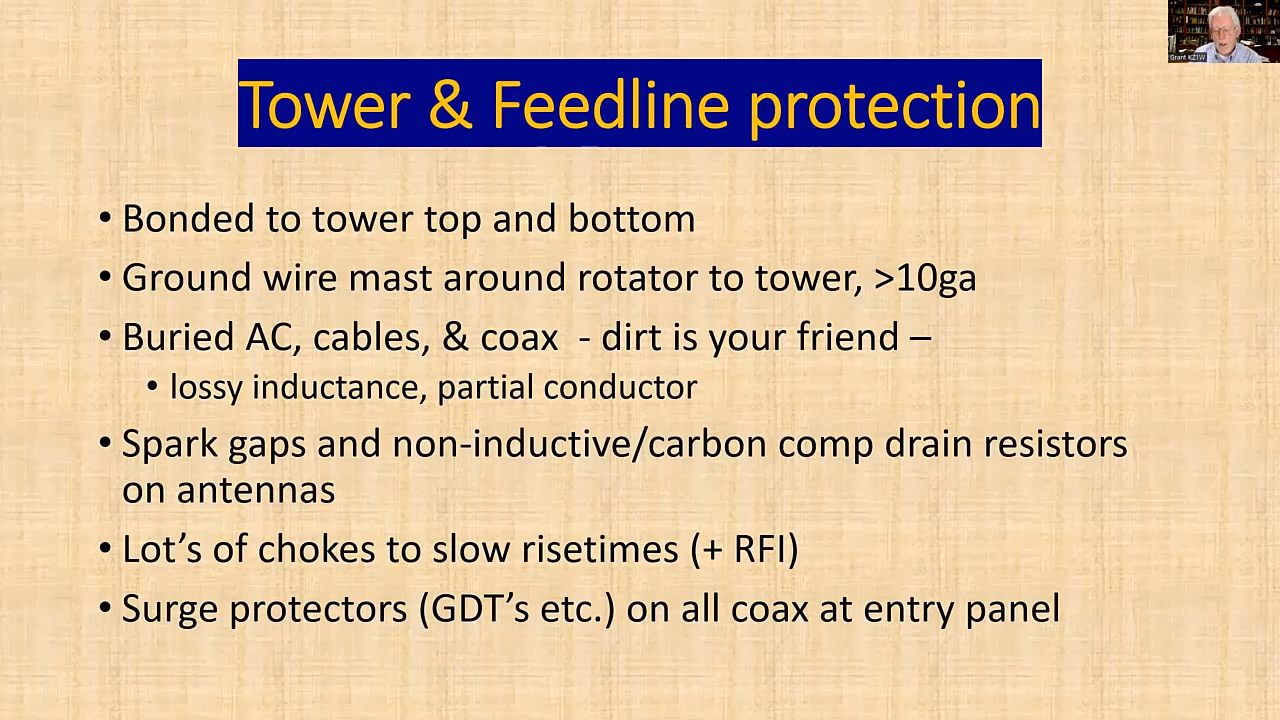 Grant KZ1W
Tower & Feedline protection
• Bonded to tower top and bottom
• Ground wire mast around rotator to tower, >10ga
• Buried AC, cables, & coax  - dirt is your friend –
• lossy inductance, partial conductor
• Spark gaps and non-inductive/carbon comp drain resistors
on antennas
• Lot’s of chokes to slow risetimes (+ RFI)
• Surge protectors (GDT’s etc.) on all coax at entry panel